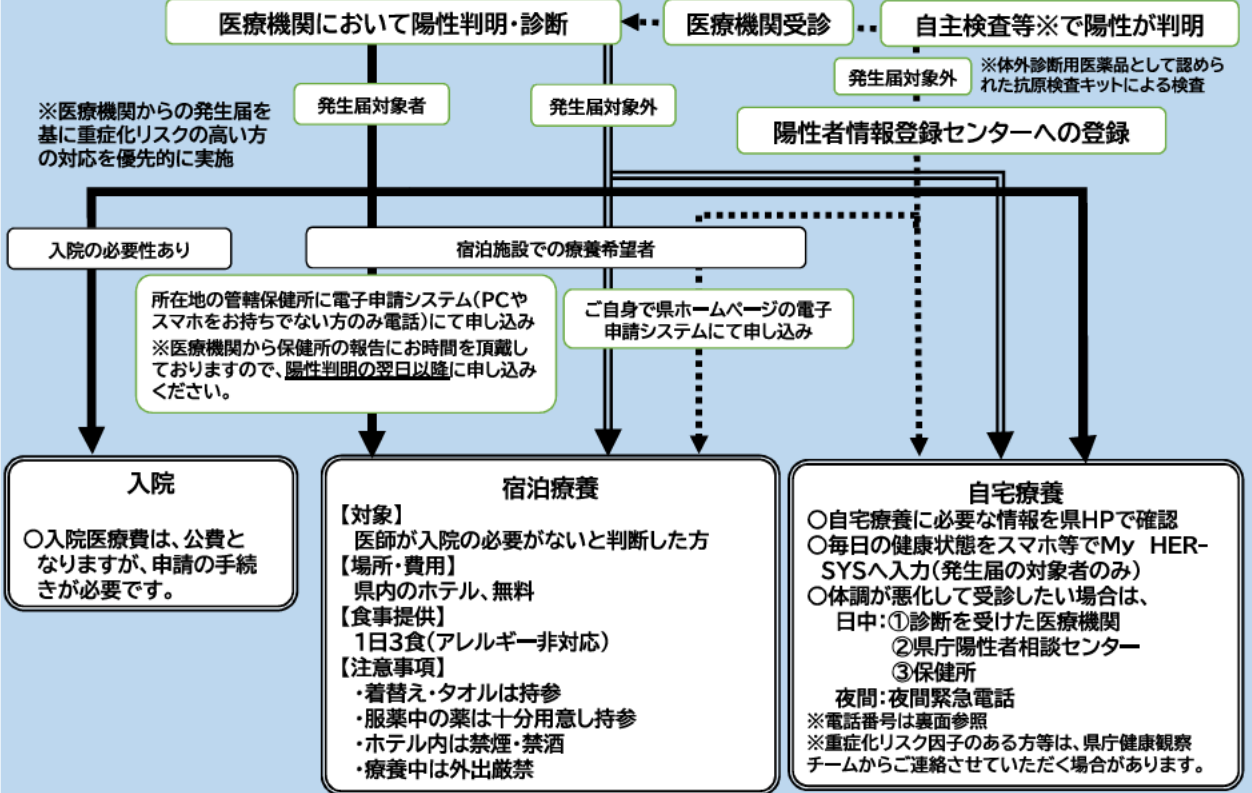 医療機関において陽性判明・診断
医療機関受診
自主検査等※で陽性が判明
発生届対象者
発生届対象外
発生届対象外
※体外診断用医薬品として認めら
れた抗原検査キットによる検査
※医療機関からの発生届を
基に重症化リスクの高い方
の対応を優先的に実施
陽性者情報登録センターへの登録
入院の必要性あり
宿泊施設での療養希望者
所在地の管轄保健所に電子申請システム(PCや
スマホをお持ちでない方のみ電話)にて申し込み
※医療機関から保健所の報告にお時間を頂戴し
ておりますので、陽性判明の翌日以降に申し込み
ください。
ご自身で県ホームページの電子
申請システムにて申し込み
入院
○入院医療費は、公費と
なりますが、申請の手続
きが必要です。
宿泊療養
【対象】
医師が入院の必要がないと判断した方
【場所・費用】
県内のホテル、無料
【食事提供】
1日3食(アレルギー非対応)
【注意事項】
・着替え・タオルは持参
・服薬中の薬は十分用意し持参
・ホテル内は禁煙・禁酒
・療養中は外出厳禁
自宅療養
○自宅療養に必要な情報を県HPで確認
○毎日の健康状態をスマホ等でMy HER-
SYSへ入力(発生届の対象者のみ)
○体調が悪化して受診したい場合は、
日中:①診断を受けた医療機関
②県庁陽性者相談センター
③保健所
夜間:夜間緊急電話
※電話番号は裏面参照
※重症化リスク因子のある方等は、県庁健康観察
チームからご連絡させていただく場合があります。